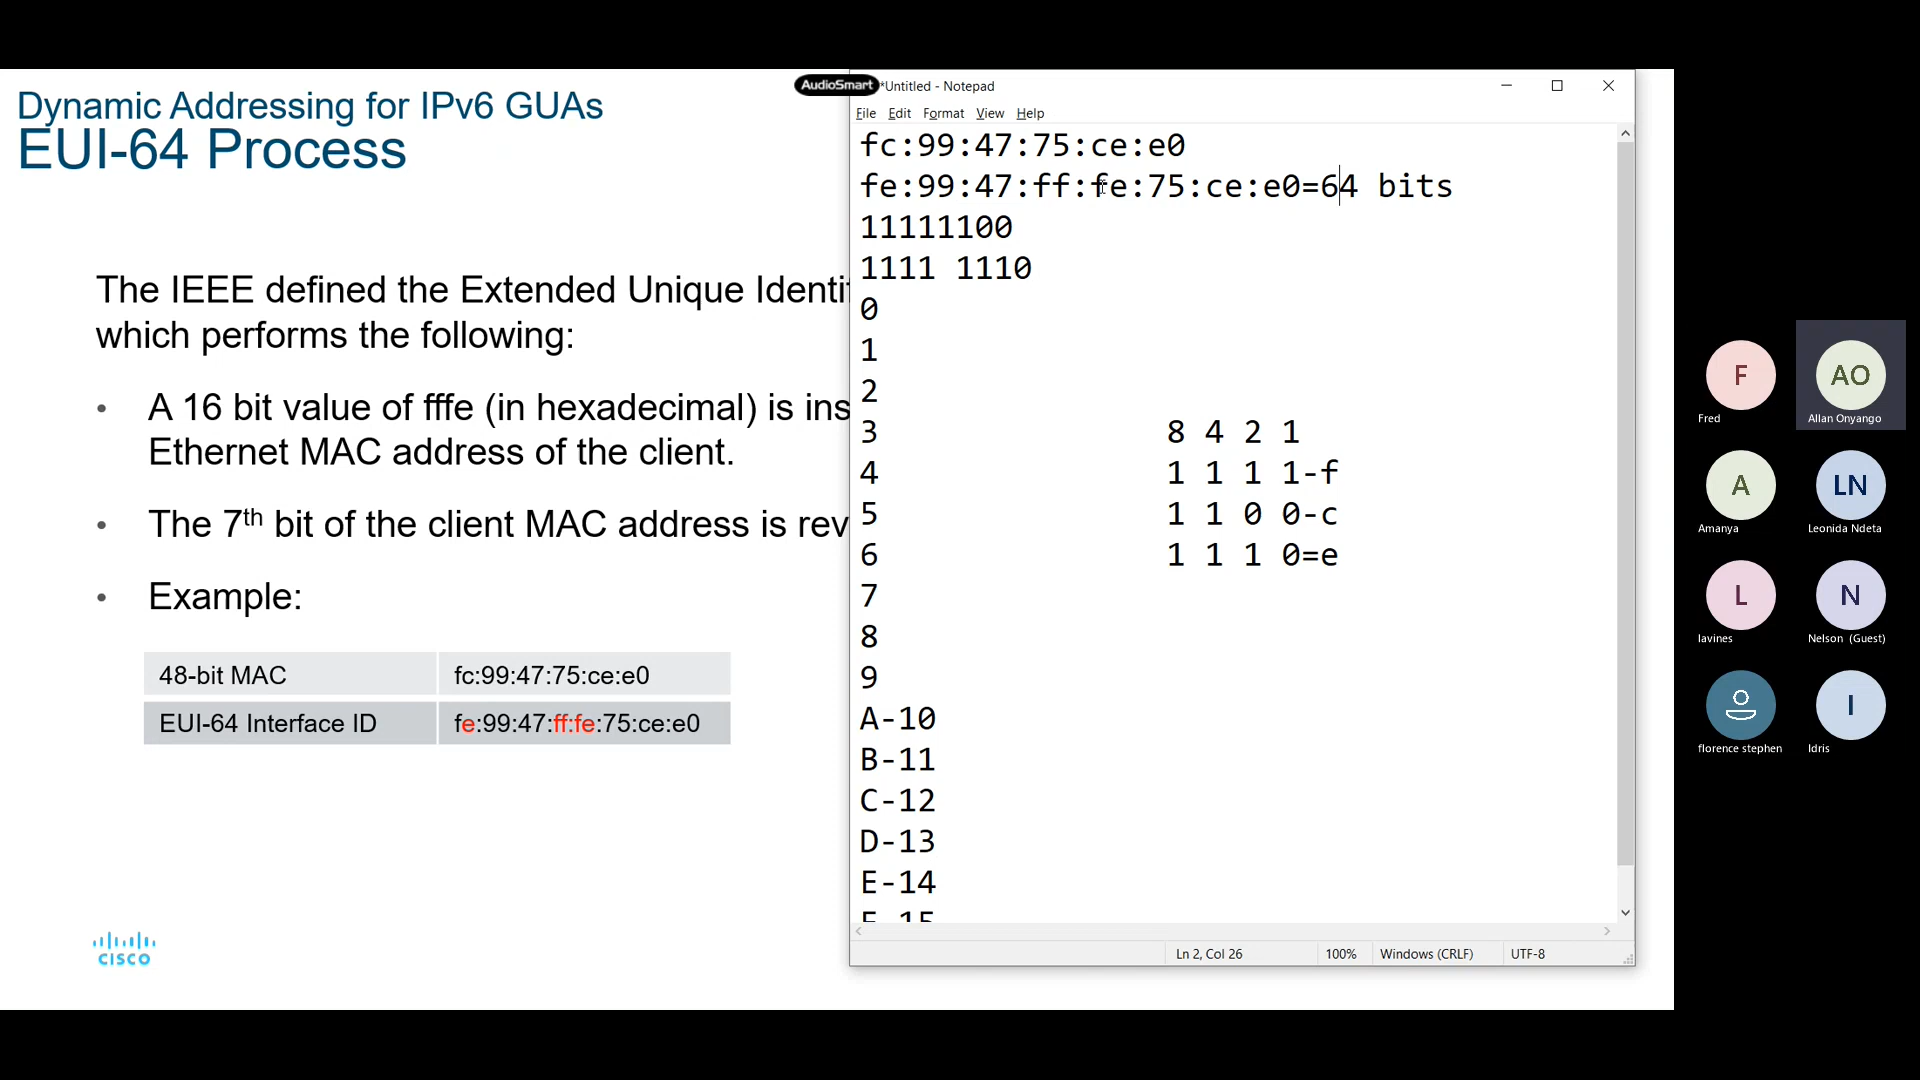 Dynamic Addressing for IPv6 GUAs
EUI-64 Process
The IEEE defined the Extended Unique
which performs the following:
• A 16 bit value of fffe (in hexadecimal) is
Ethernet MAC address of the client.
• The 7th bit of the client MAC address is
• Example:
48-bit MAC fc:99:47:75:ce:e0
EUI-64 Interface ID fe:99:47:ff:fe:75:ce:e0
CISCO
AudioSmart
*Untitled - Notepad
File Edit Format View Help
fc:99:47:75:ce:e0
fe:99:47:ff:fe:75:ce:e0=64 bits
11111100
1111 1110
0
1
2
3 8 4 2 1
4 1 1 1 1-f
5 1 1 0 0-c
6 1 1 1 0=e
7
8
9
A-10
B-11
C-12
D-13
E-14
F-15
Ln 2, Col 26 100% Windows (CRLF) UTF-8
F AO
Fred Allan Onyango
A LN
Amanya Leonida Ndeta
L N
lavines Nelson (Guest)
I
florence stephen Idris